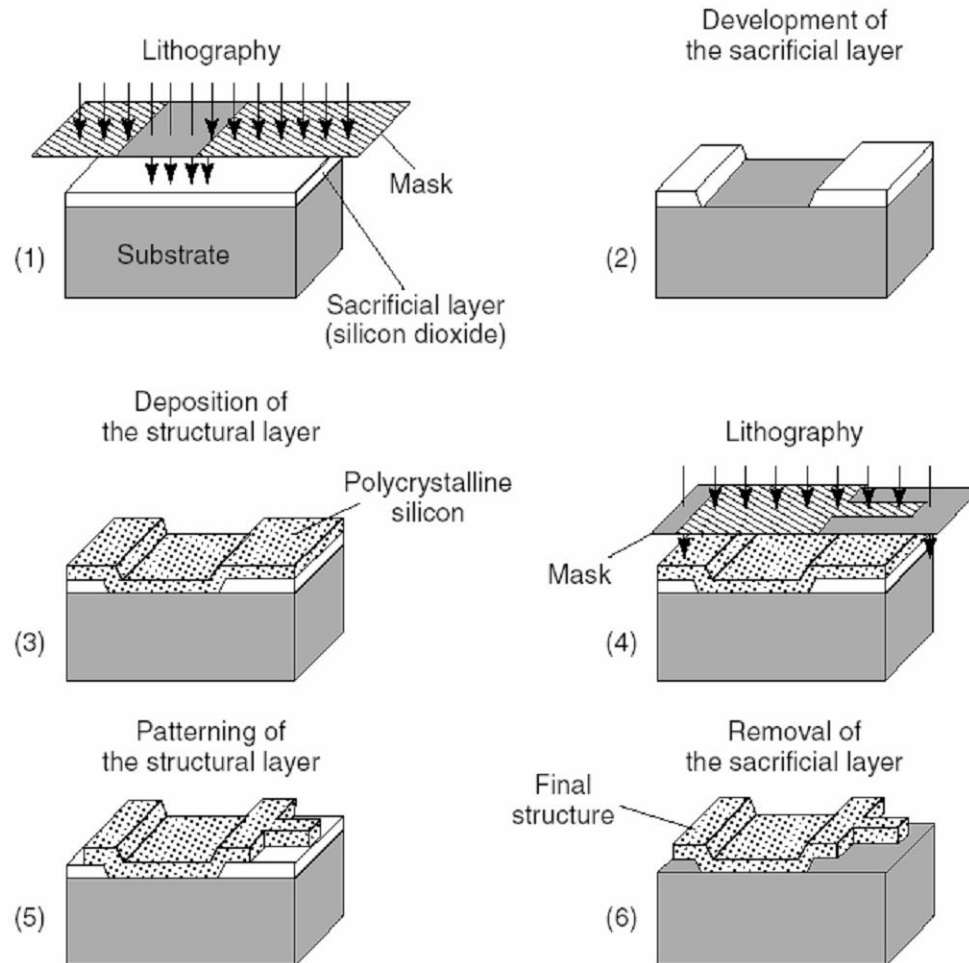 Lithography
Mask
(1)
Substrate
Sacrificial layer
(silicon dioxide)
Development of
the sacrificial layer
(2)
Deposition of
the structural layer
Polycrystalline
silicon
(3)
Lithography
Mask
(4)
Patterning of
the structural layer
(5)
Removal of
the sacrificial layer
Final
structure
(6)